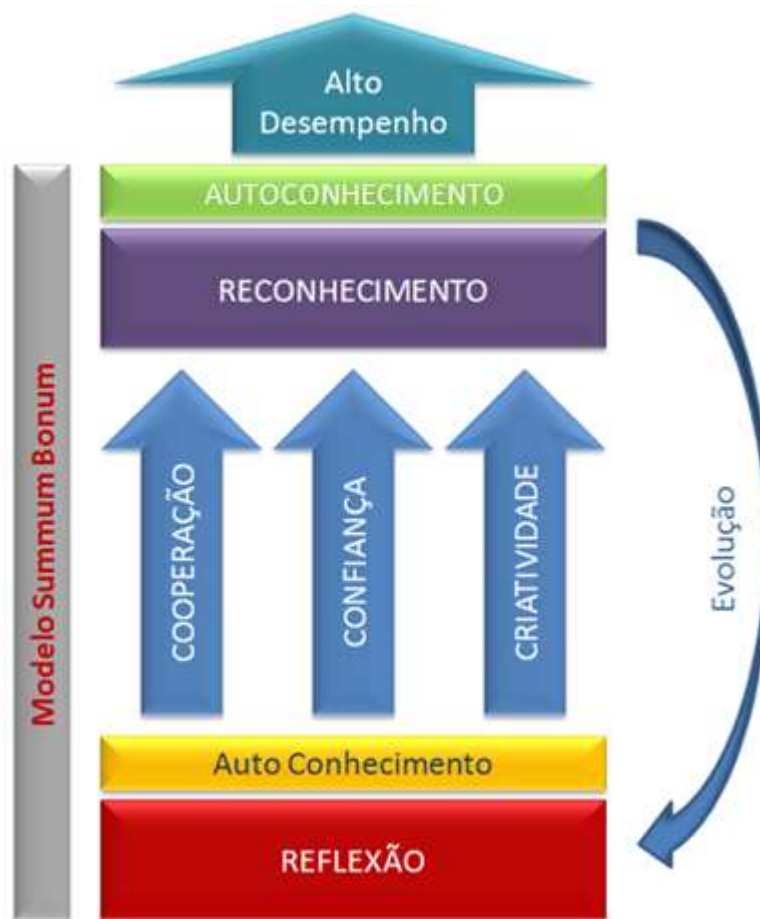 Alto
Desempenho
AUTOCONHECIMENTO
RECONHECIMENTO
Modelo Summum Bonum
COOPERAÇÃO
CONFIANÇA
CRIATIVIDADE
Evolução
Auto Conhecimento
REFLEXÃO